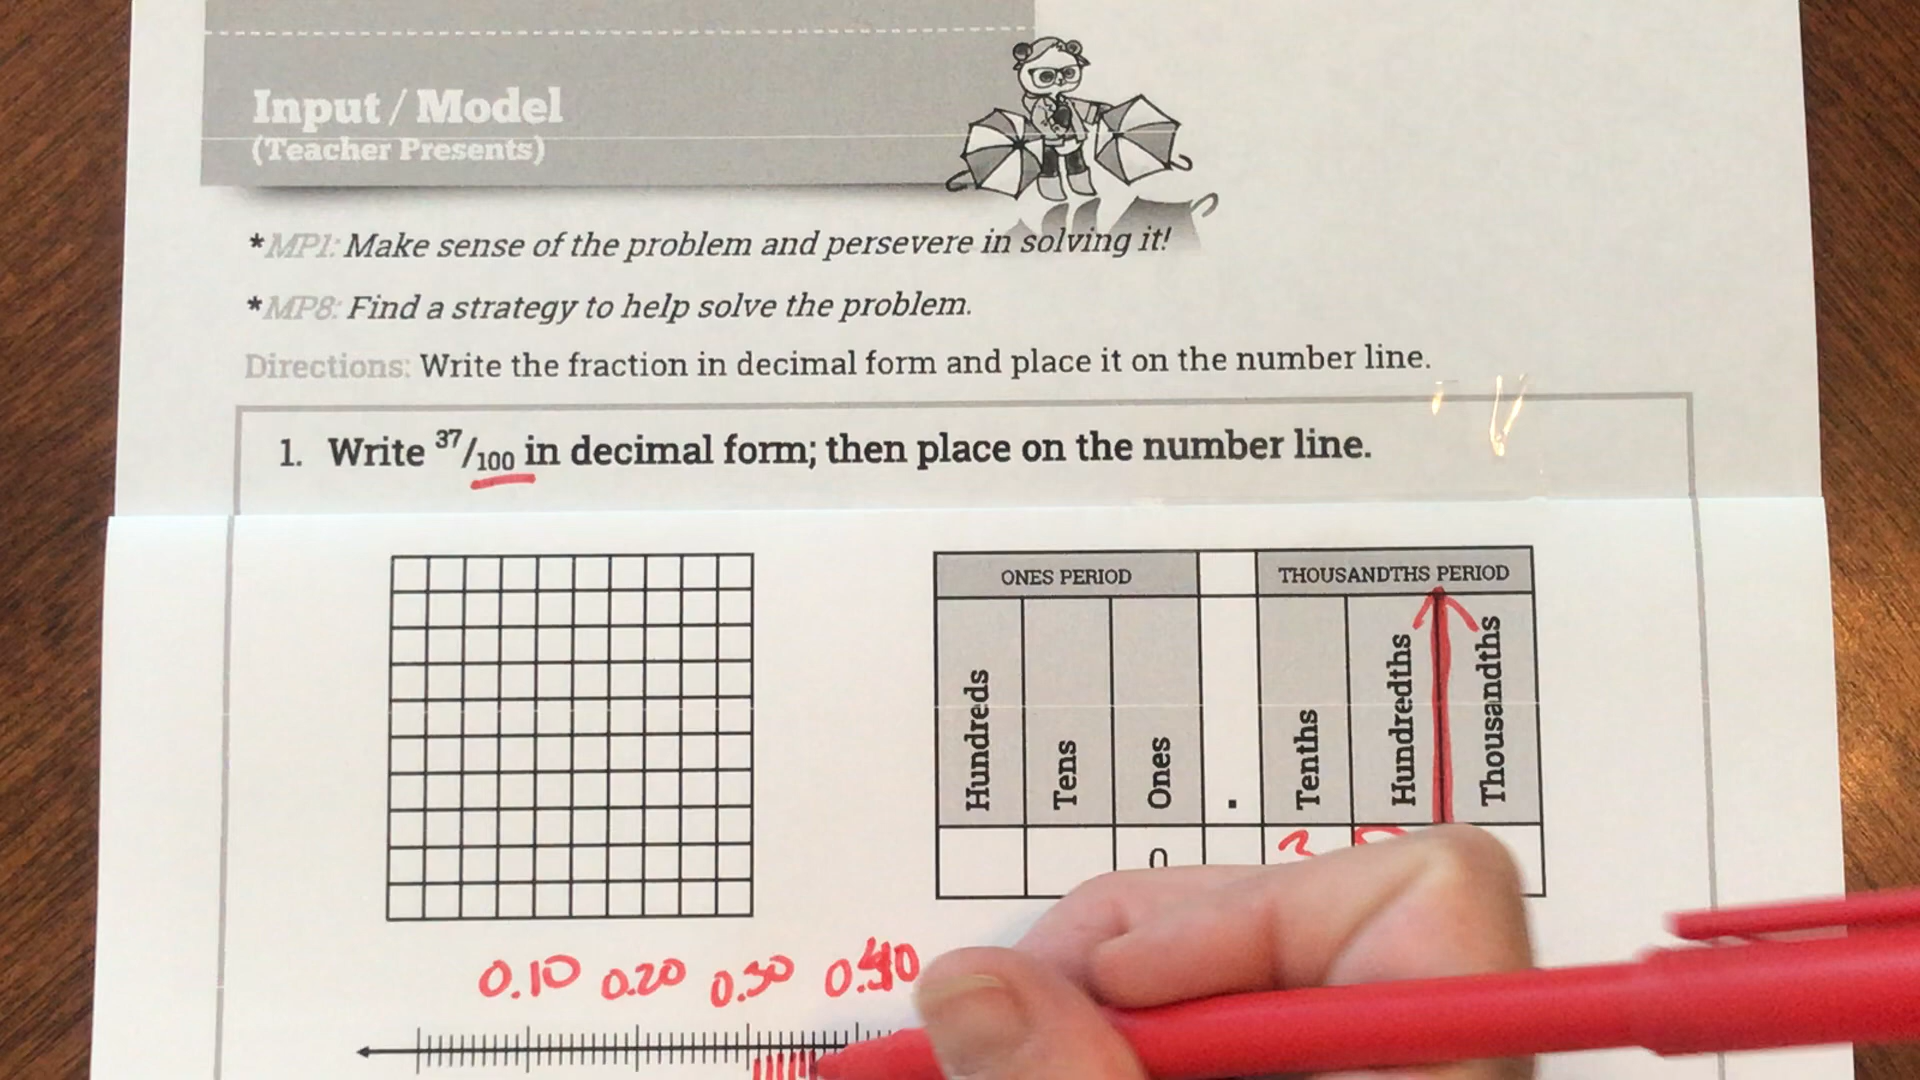 Input / Model
(Teacher Presents)
*MP1: Make sense of the problem and persevere in solving it!
*MP8: Find a strategy to help solve the problem.
Directions: Write the fraction in decimal form and place it on the number line.
1. Write 37/100 in decimal form; then place on the number line.
ONES PERIOD THOUSANDTHS PERIOD
Hundreds Tens Ones . Tenths Hundredths Thousandths
0.10 0.20 0.30 0.40